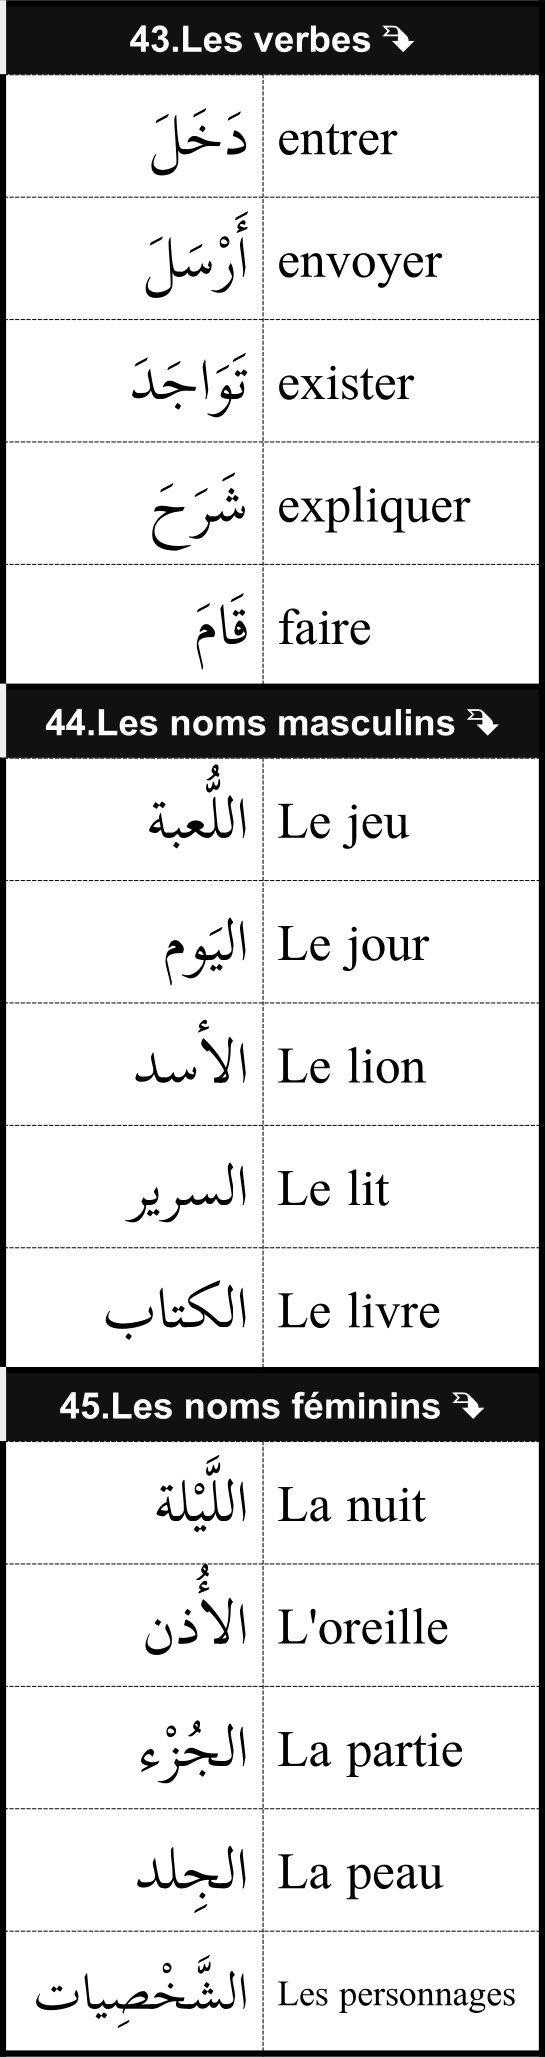 43.Les verbes
entrer دَخَلَ
envoyer أَرْسَلَ
exister تَوَاجَدَ
expliquer شَرَحَ
faire قَامَ
44.Les noms masculins
Le jeu اللُّعبة
Le jour اليَوم
Le lion الأسد
Le lit السرير
Le livre الكتاب
45.Les noms féminins
La nuit اللَّيْلة
L'oreille الأُذن
La partie الجُزْء
La peau الجِلد
Les personnages الشَّخْصِيات